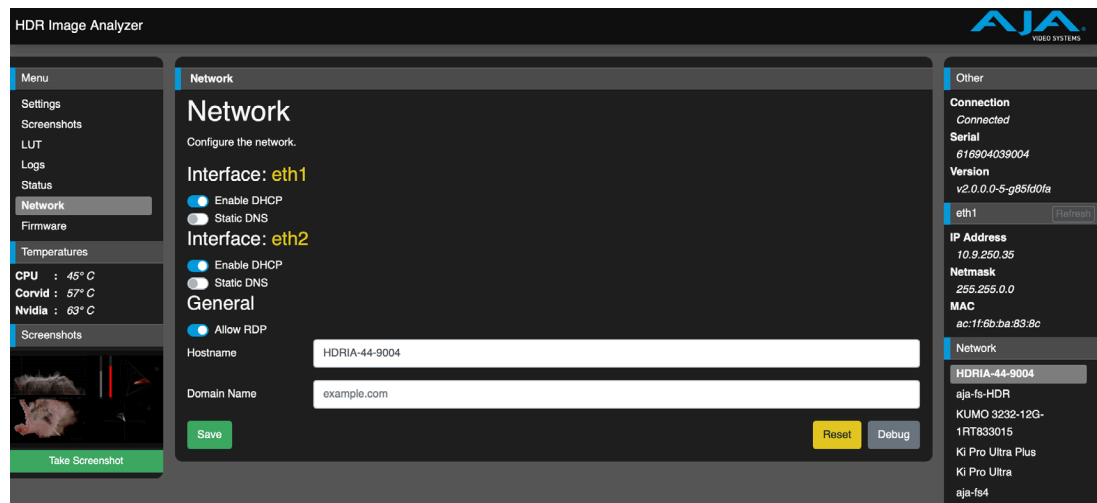 HDR Image Analyzer
AJA
VIDEO SYSTEMS
Menu
Settings
Screenshots
LUT
Logs
Status
Network
Firmware
Temperatures
CPU : 45° C
Corvid : 57° C
Nvidia : 63° C
Screenshots
Take Screenshot
Network
Network
Configure the network.
Interface: eth1
Enable DHCP
Static DNS
Interface: eth2
Enable DHCP
Static DNS
General
Allow RDP
Hostname HDRIA-44-9004
Domain Name example.com
Save Reset Debug
Other
Connection
Connected
Serial
616904039004
Version
v2.0.0.0-5-g85fd0fa
eth1 Refresh
IP Address
10.9.250.35
Netmask
255.255.0.0
MAC
ac:1f:6b:ba:83:8c
Network
HDRIA-44-9004
aja-fs-HDR
KUMO 3232-12G-
1RT833015
Ki Pro Ultra Plus
Ki Pro Ultra
aja-fs4